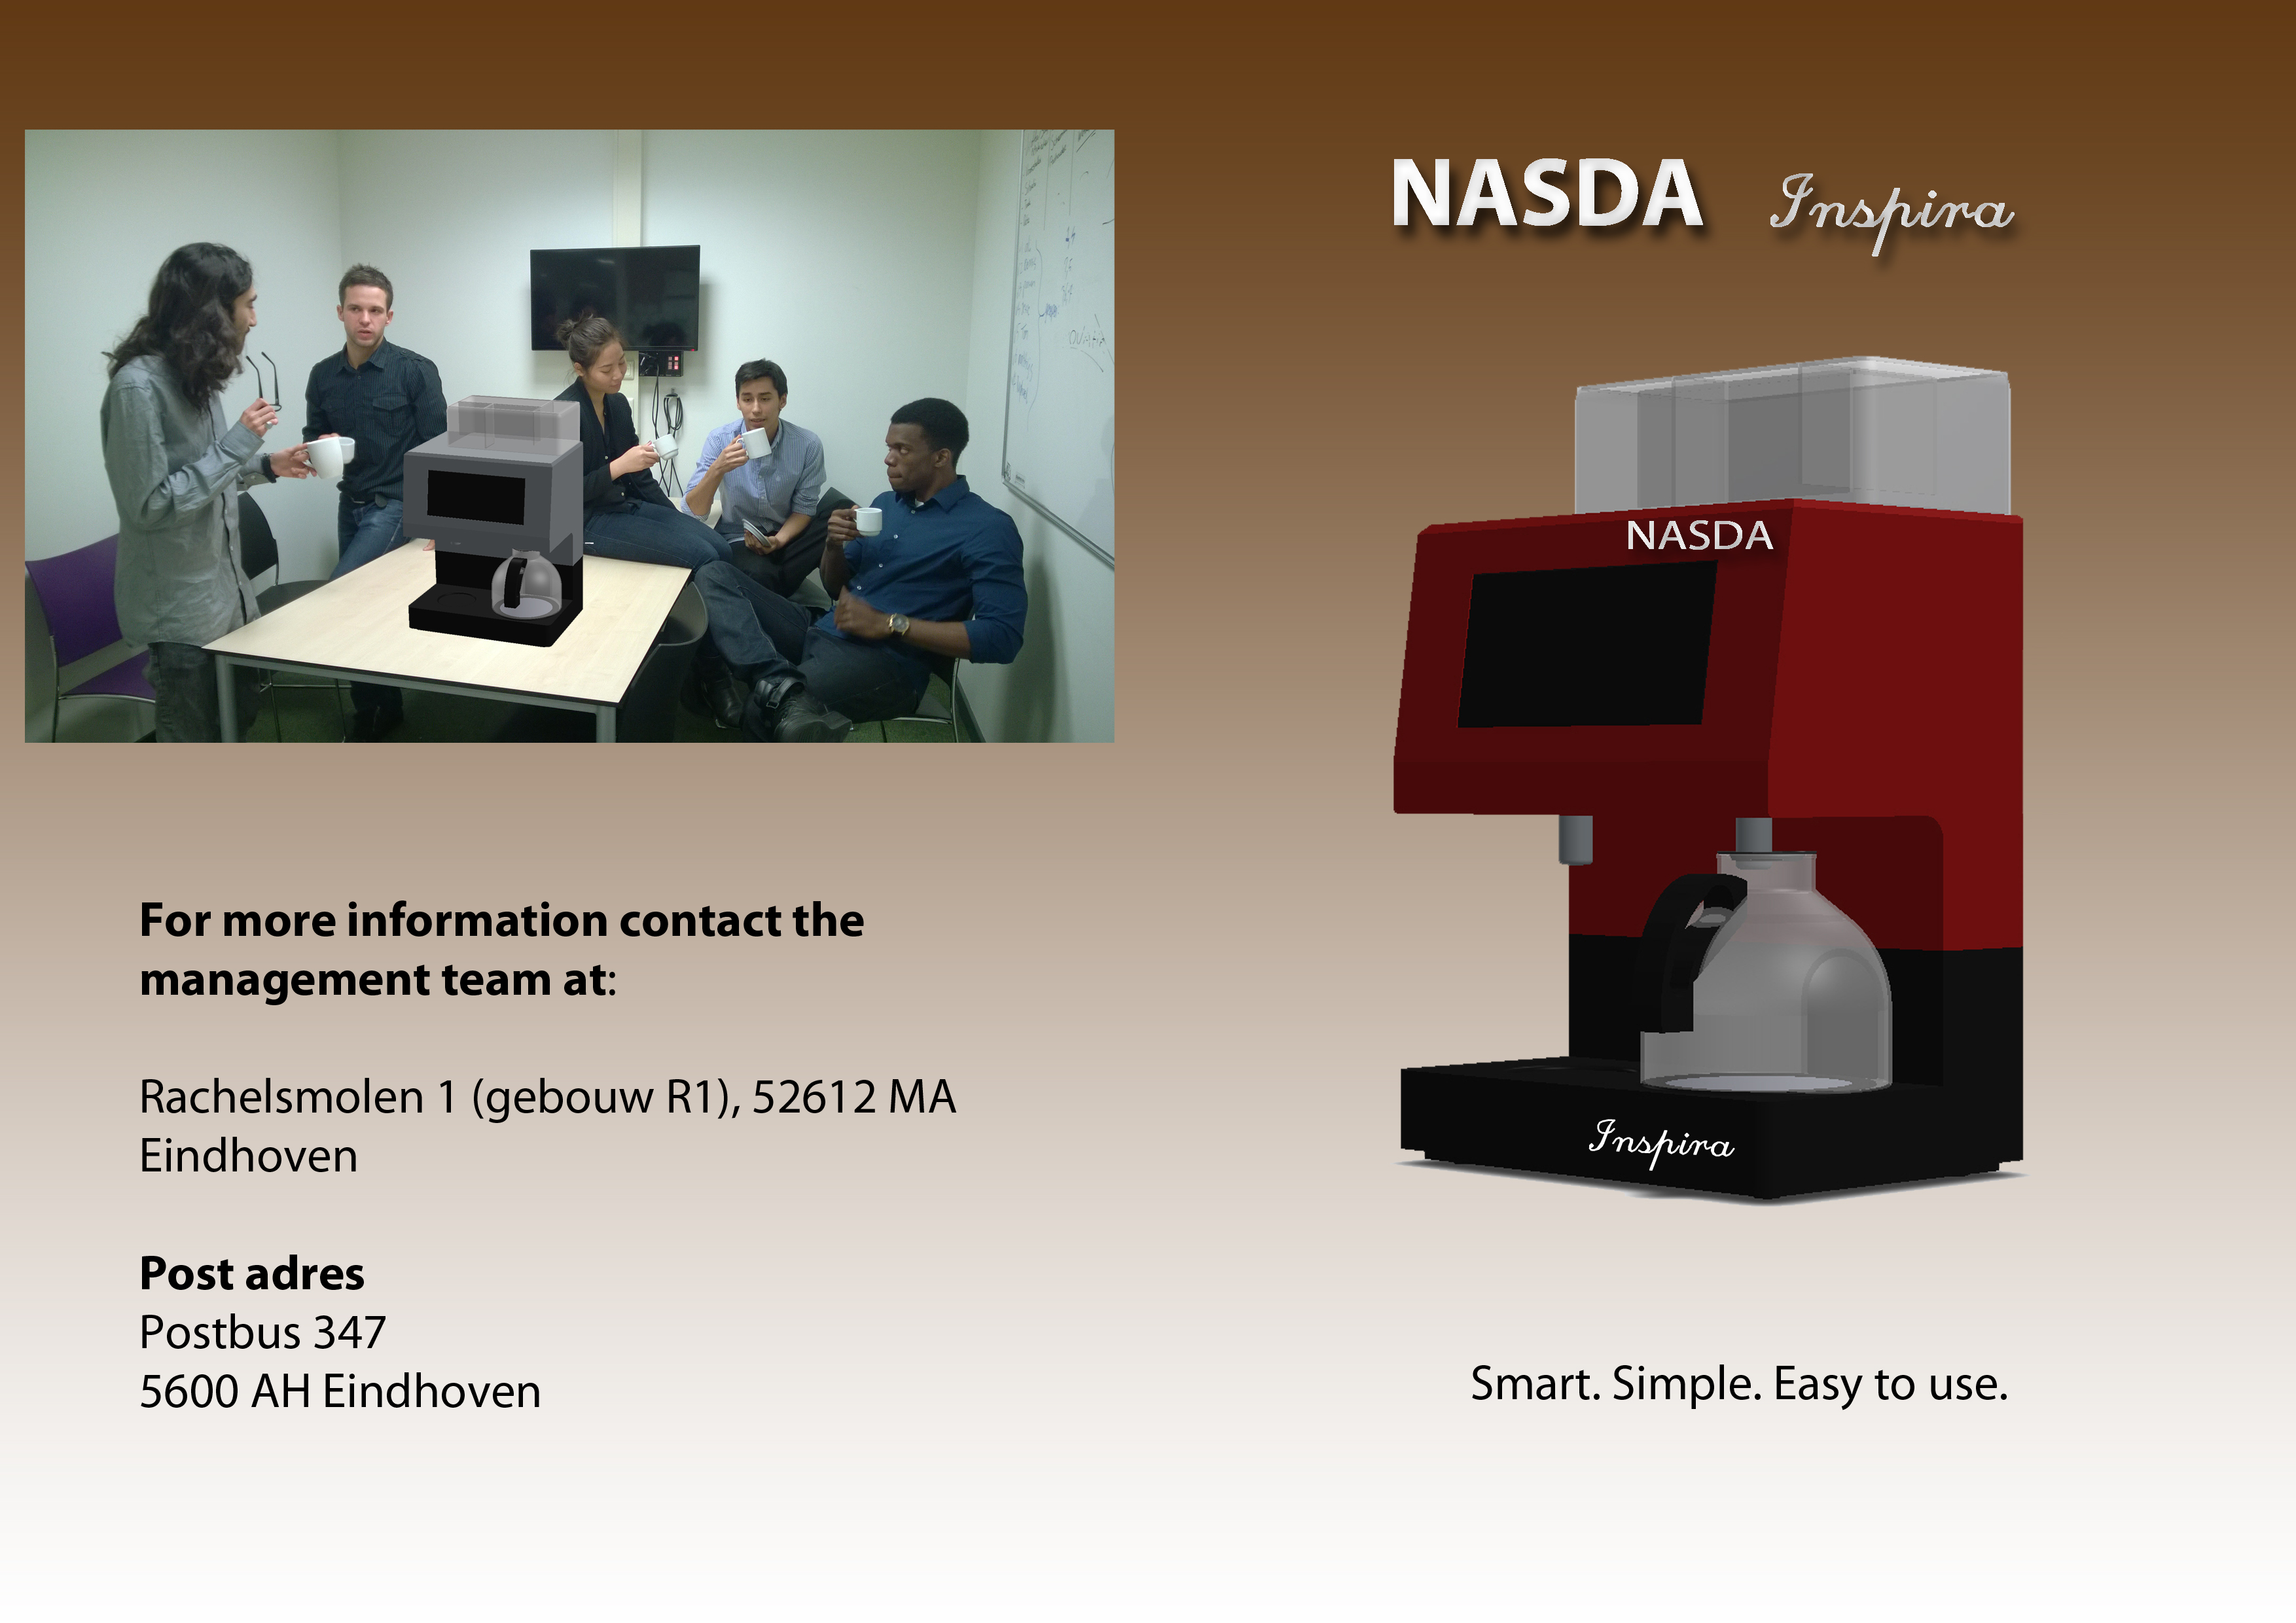 NASDA Inspira
NASDA
Inspira
Smart. Simple. Easy to use.
For more information contact the
management team at:
Rachelsmolen 1 (gebouw R1), 52612 MA
Eindhoven
Post adres
Postbus 347
5600 AH Eindhoven